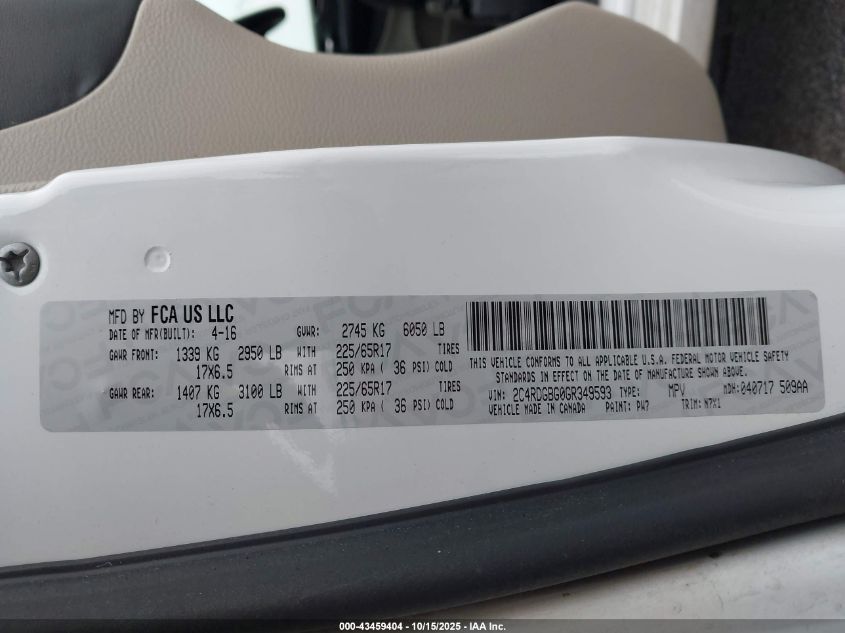 MFD BY FCA US LLC
DATE OF MFR(BUILT): 4-16 GVWR: 2745 KG 6050 LB
GAWR FRONT: 1339 KG 2950 LB WITH 225/65R17 TIRES
17X6.5 RIMS AT 250 KPA ( 36 PSI) COLD
GAWR REAR: 1407 KG 3100 LB WITH 225/65R17 TIRES
17X6.5 RIMS AT 250 KPA ( 36 PSI) COLD
THIS VEHICLE CONFORMS TO ALL APPLICABLE U.S.A. FEDERAL MOTOR VEHICLE SAFETY
STANDARDS IN EFFECT ON THE DATE OF MANUFACTURE SHOWN ABOVE.
VIN: 2C4RDGBG0GR349593 TYPE: MPV MDH: 040717 509AA
VEHICLE MADE IN CANADA PAINT: PW7 TRIM: N7X1
000-43459404 - 10/15/2025 - IAA Inc.